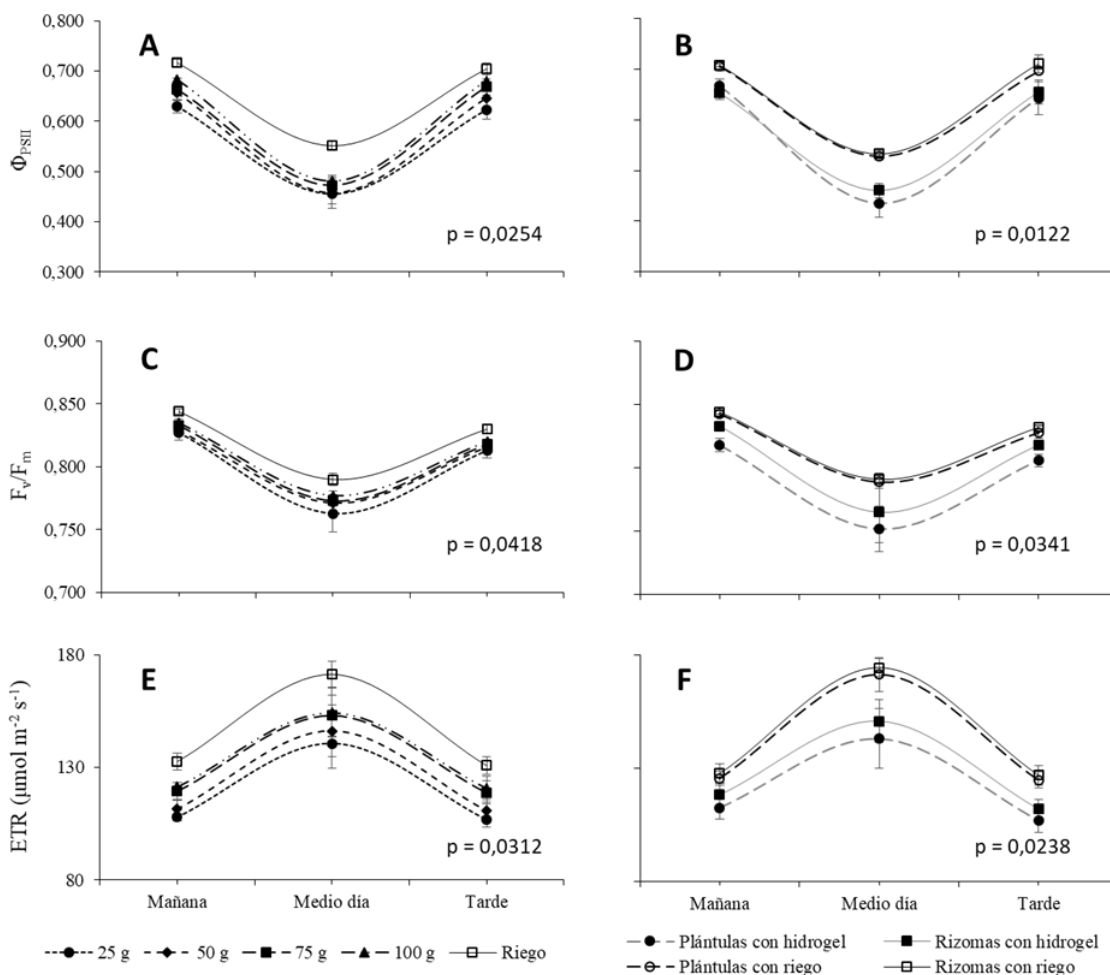 0,800
0,700
0,600
0,500
0,400
0,300
Φ_PSII
A
p = 0,0254
B
p = 0,0122
0,900
0,850
0,800
0,750
0,700
F_v/F_m
C
p = 0,0418
D
p = 0,0341
180
130
80
ETR (µmol m⁻² s⁻¹)
E
p = 0,0312
F
p = 0,0238
Mañana Medio día Tarde
Mañana Medio día Tarde
25 g 50 g 75 g 100 g Riego
Plántulas con hidrogel Rizomas con hidrogel
Plántulas con riego Rizomas con riego